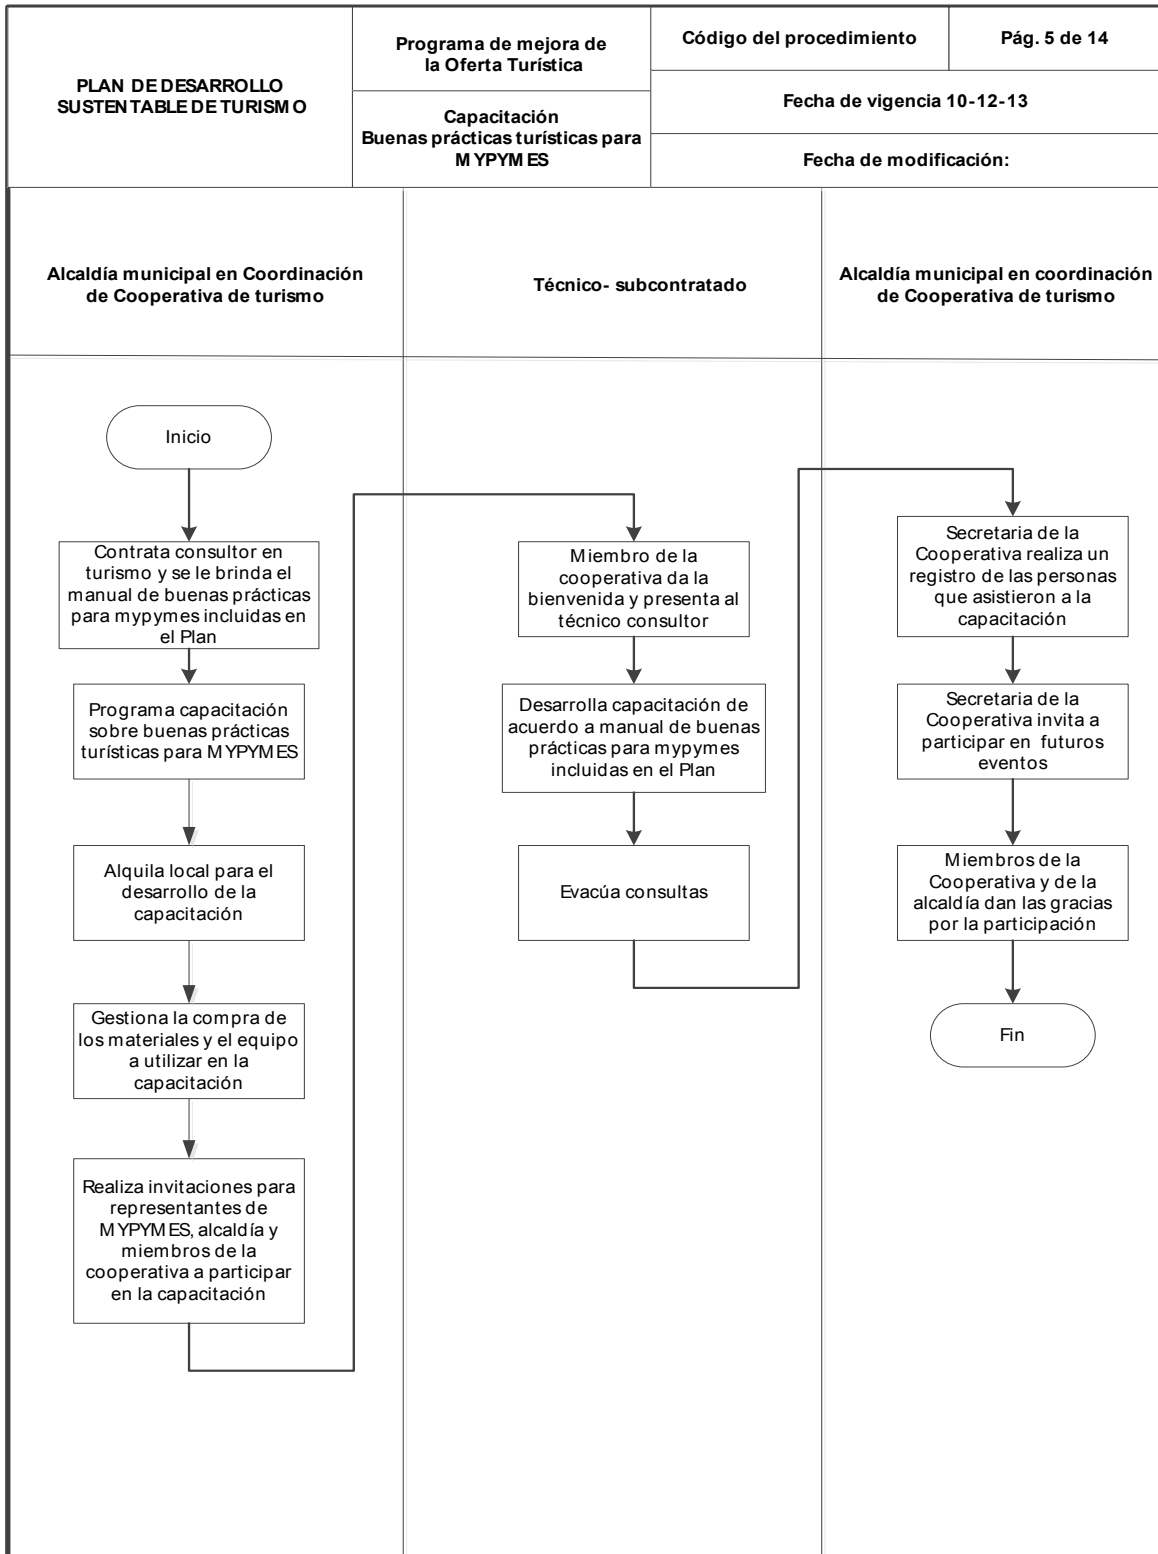 PLAN DE DESARROLLO
SUSTENTABLE DE TURISMO
Programa de mejora de
la Oferta Turística
Capacitación
Buenas prácticas turísticas para
MYPYMES
Código del procedimiento
Pág. 5 de 14
Fecha de vigencia 10-12-13
Fecha de modificación:
Alcaldía municipal en Coordinación
de Cooperativa de turismo
Técnico- subcontratado
Alcaldía municipal en coordinación
de Cooperativa de turismo
Inicio
Contrata consultor en
turismo y se le brinda el
manual de buenas prácticas
para mypymes incluidas en
el Plan
Programa capacitación
sobre buenas prácticas
turísticas para MYPYMES
Alquila local para el
desarrollo de la
capacitación
Gestiona la compra de
los materiales y el equipo
a utilizar en la
capacitación
Realiza invitaciones para
representantes de
MYPYMES, alcaldía y
miembros de la
cooperativa a participar
en la capacitación
Miembro de la
cooperativa da la
bienvenida y presenta al
técnico consultor
Desarrolla capacitación de
acuerdo a manual de buenas
prácticas para mypymes
incluidas en el Plan
Evacúa consultas
Secretaria de la
Cooperativa realiza un
registro de las personas
que asistieron a la
capacitación
Secretaria de la
Cooperativa invita a
participar en futuros
eventos
Miembros de la
Cooperativa y de la
alcaldía dan las gracias
por la participación
Fin